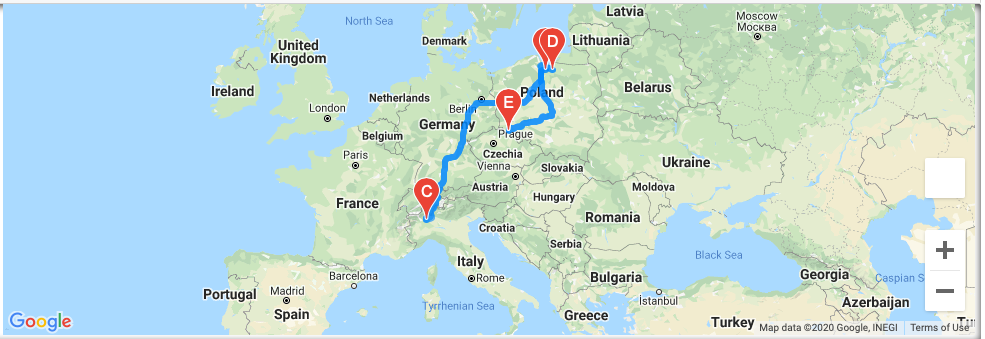 Latvia
Moscow
Москва
North Sea
Denmark
Lithuania
United
Kingdom
Ireland
D
Belarus
Netherlands
Berlin
Poland
London
E
Germany
Belgium
Prague
Paris
Czechia
Vienna
Slovakia
Ukraine
C
France
Austria
Hungary
Moldova
Romania
Croatia
Serbia
Black Sea
Italy
Barcelona
Rome
Bulgaria
Georgia
Caspian S
Portugal
Madrid
Spain
Tyrrhenian Sea
İstanbul
Azerbaijan
Greece
Turkey
Google
Map data ©2020 Google, INEGI
Terms of Use